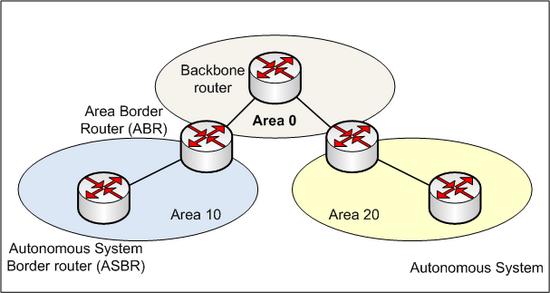 Backbone
router
Area Border
Router (ABR)
Area 0
Area 10
Area 20
Autonomous System
Border router (ASBR)
Autonomous System